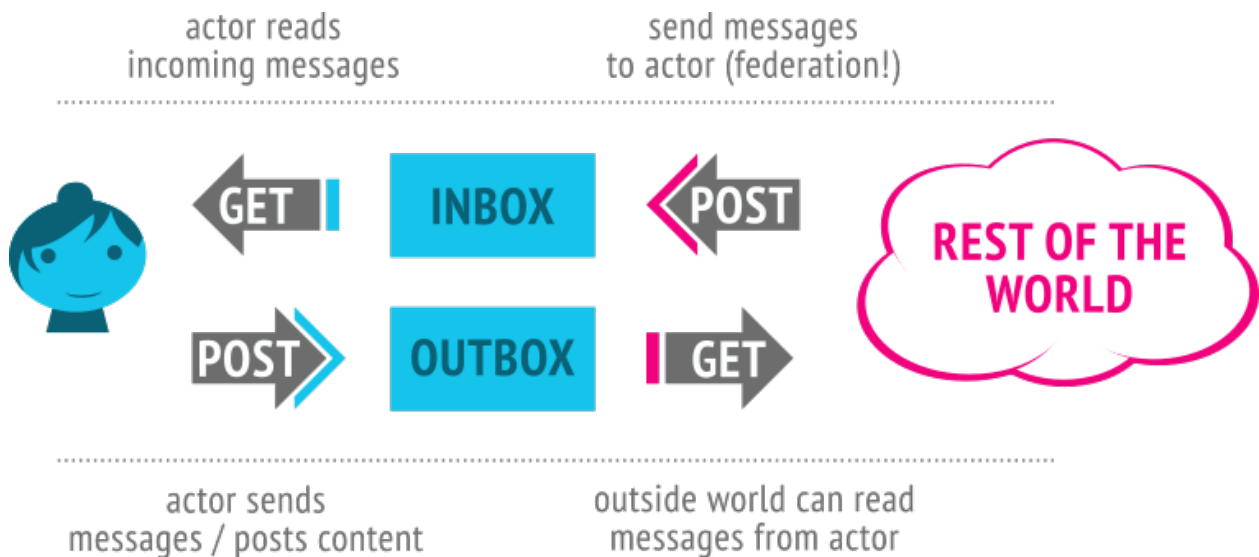 actor reads
incoming messages
send messages
to actor (federation!)
GET
INBOX
POST
REST OF THE
WORLD
POST
OUTBOX
GET
actor sends
messages / posts content
outside world can read
messages from actor